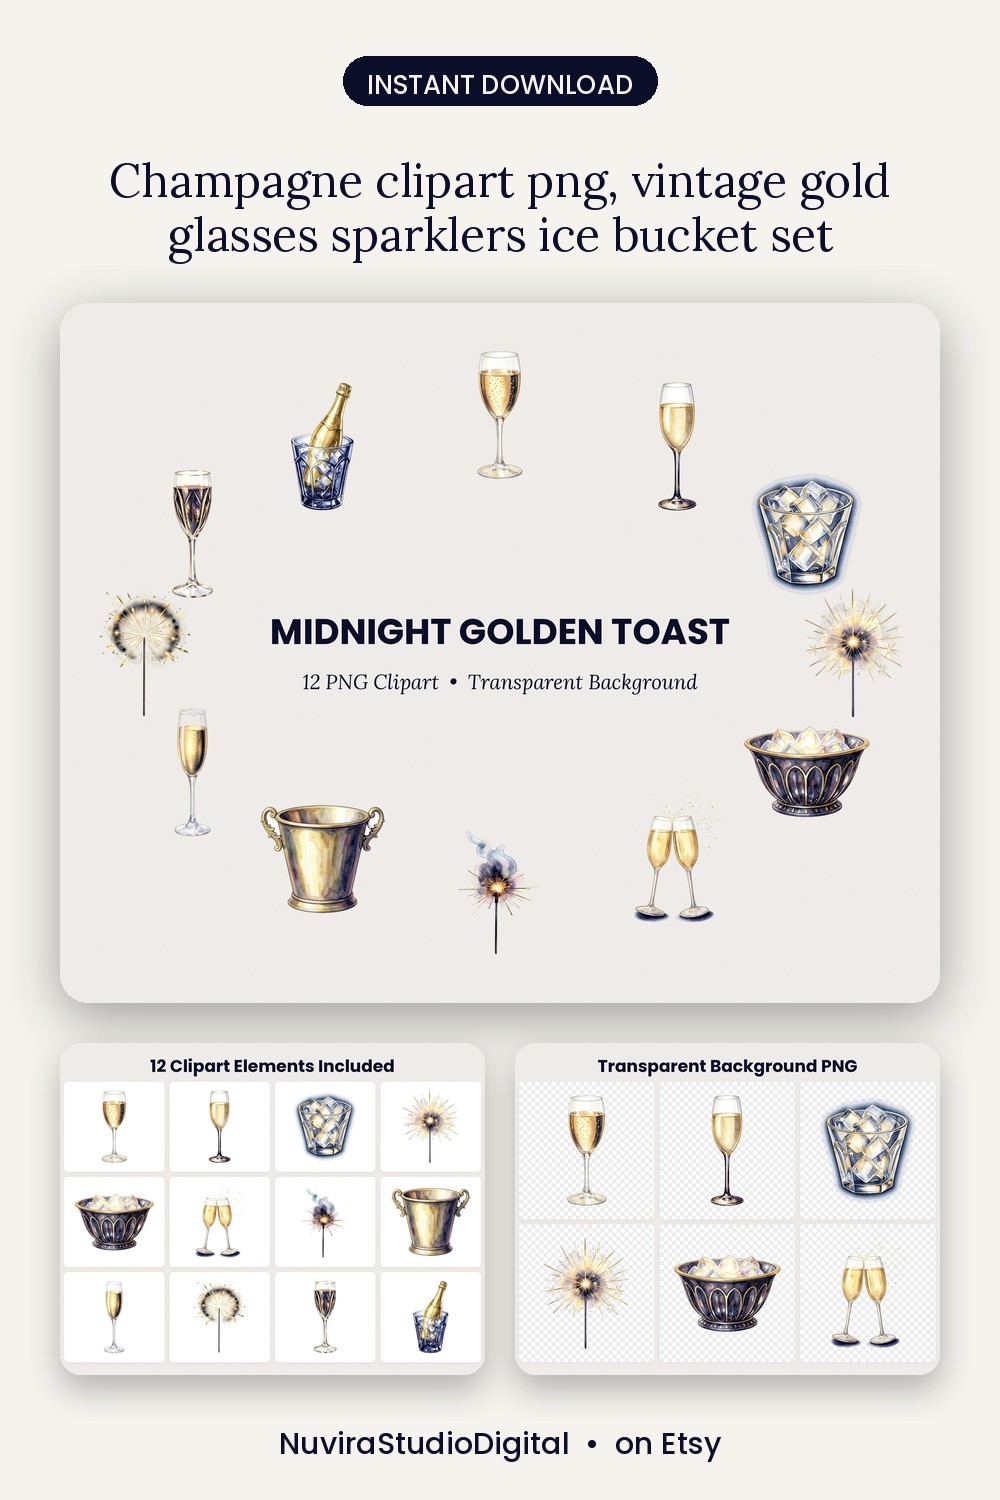 INSTANT DOWNLOAD
Champagne clipart png, vintage gold
glasses sparklers ice bucket set
MIDNIGHT GOLDEN TOAST
12 PNG Clipart • Transparent Background
12 Clipart Elements Included
Transparent Background PNG
NuviraStudioDigital • on Etsy